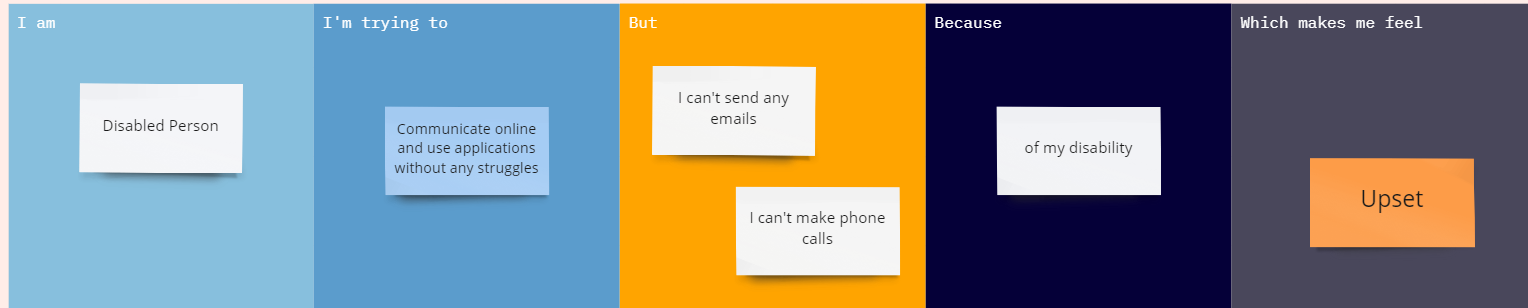 I am
I'm trying to
But
Because
Which makes me feel
Disabled Person
Communicate online
and use applications
without any struggles
I can't send any
emails
I can't make phone
calls
of my disability
Upset